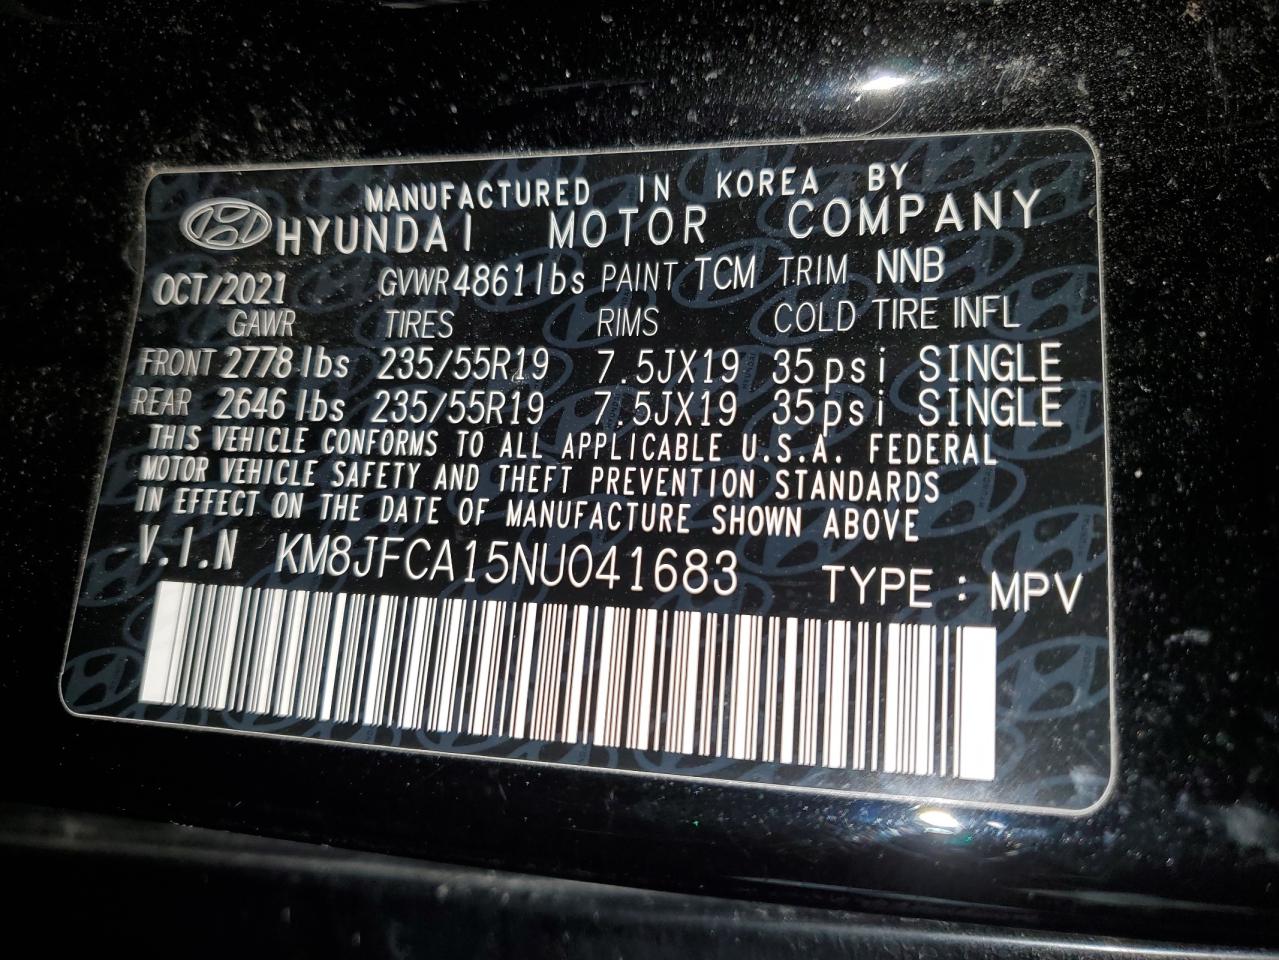 MANUFACTURED IN KOREA BY
HYUNDAI MOTOR COMPANY
OCT/2021 GVWR 4861lbs PAINT TCM TRIM NNB
GAWR TIRES RIMS COLD TIRE INFL
FRONT 2778 lbs 235/55R19 7.5JX19 35psi SINGLE
REAR 2646 lbs 235/55R19 7.5JX19 35psi SINGLE
THIS VEHICLE CONFORMS TO ALL APPLICABLE U.S.A. FEDERAL
MOTOR VEHICLE SAFETY AND THEFT PREVENTION STANDARDS
IN EFFECT ON THE DATE OF MANUFACTURE SHOWN ABOVE
V.I.N KM8JFCA15NU041683 TYPE : MPV